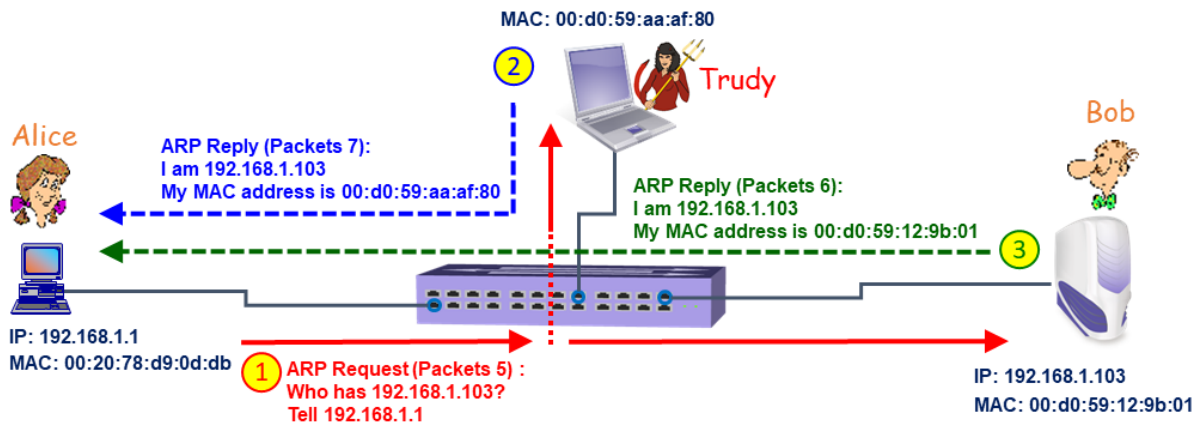 MAC: 00:d0:59:aa:af:80
2
Trudy
Alice
Bob
ARP Reply (Packets 7):
I am 192.168.1.103
My MAC address is 00:d0:59:aa:af:80
ARP Reply (Packets 6):
I am 192.168.1.103
My MAC address is 00:d0:59:12:9b:01
3
IP: 192.168.1.1
MAC: 00:20:78:d9:0d:db
1
ARP Request (Packets 5) :
Who has 192.168.1.103?
Tell 192.168.1.1
IP: 192.168.1.103
MAC: 00:d0:59:12:9b:01